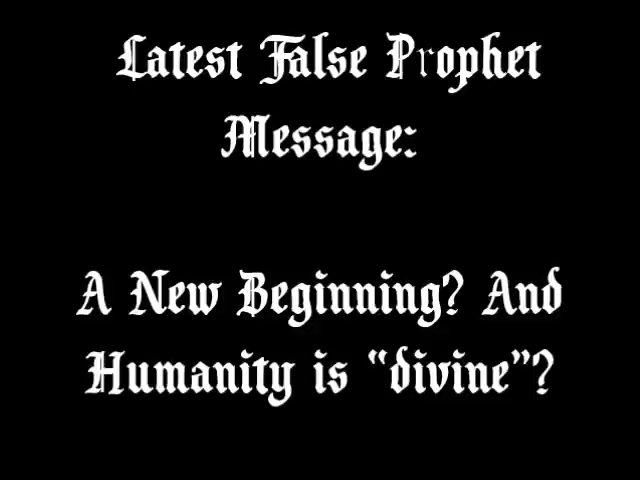 Latest False Prophet
Message:
A New Beginning? And
Humanity is “divine”?